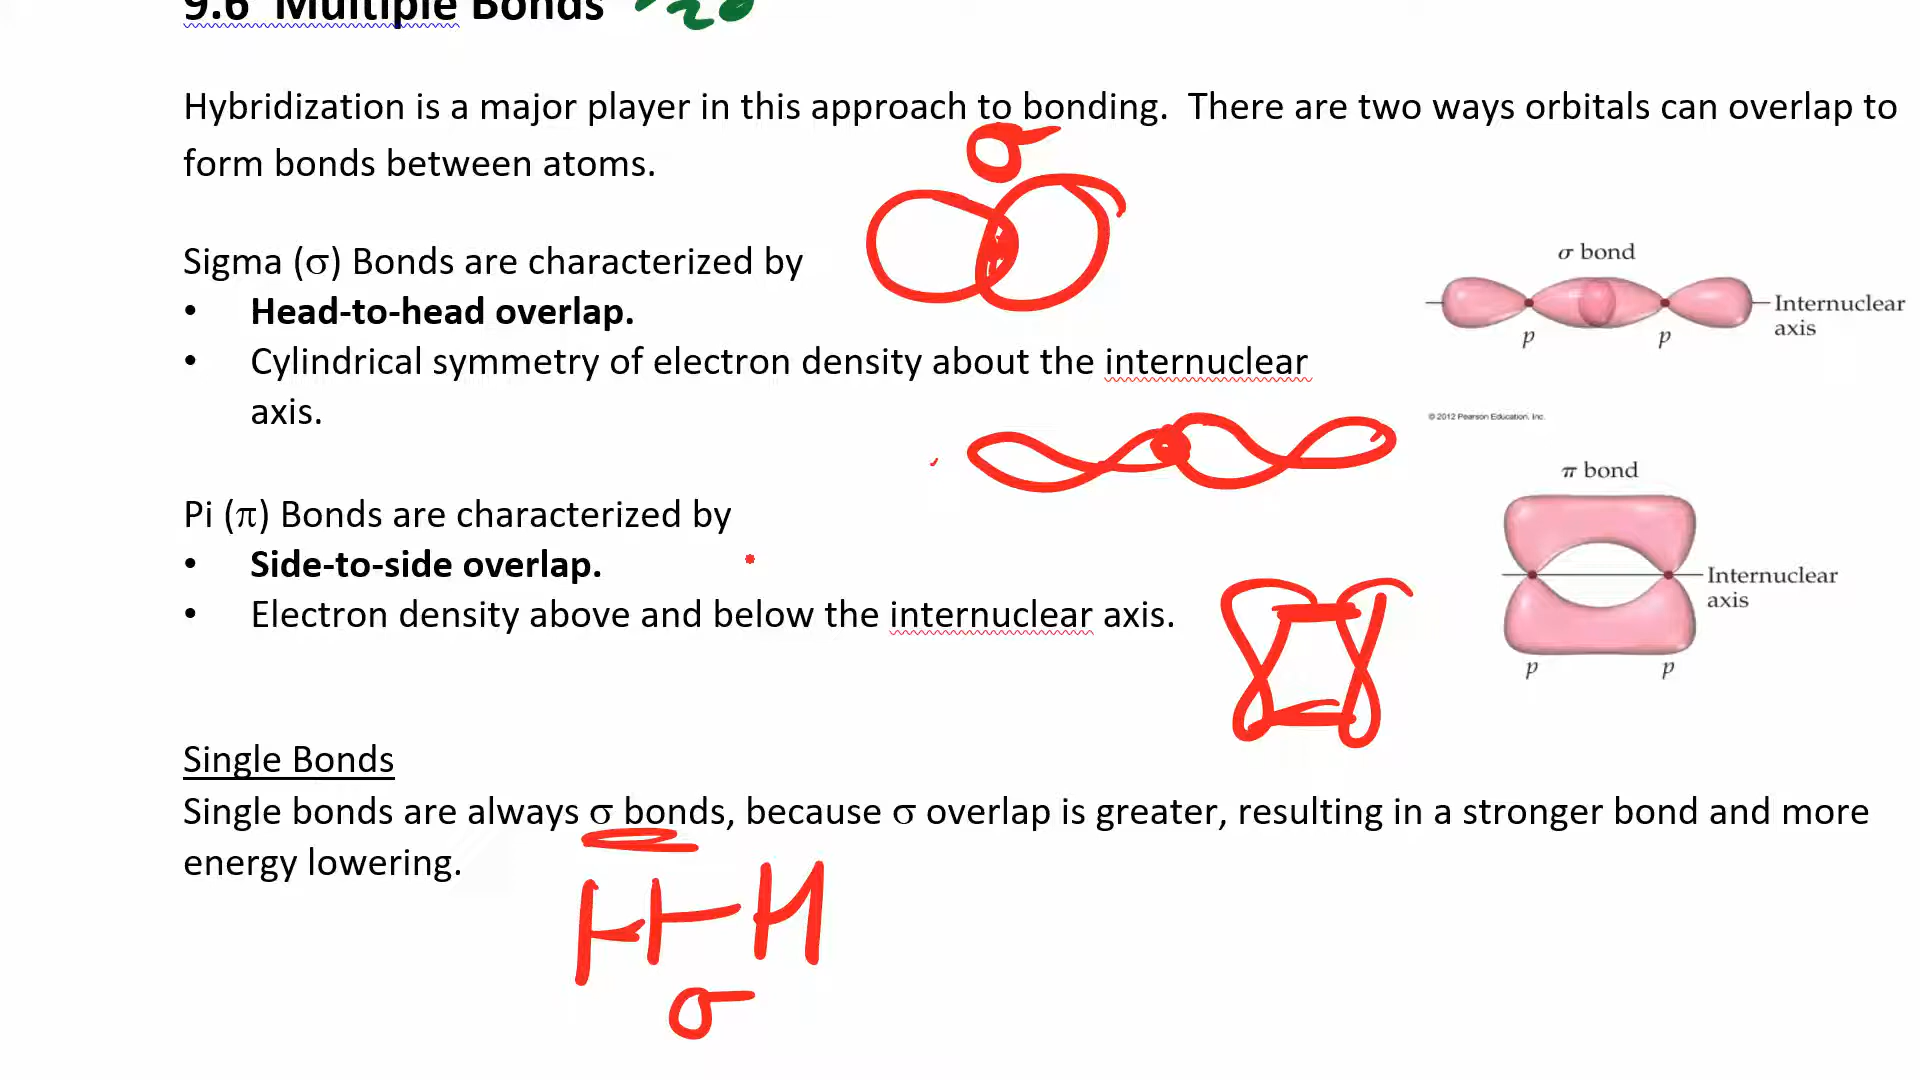 9.6 Multiple Bonds
Hybridization is a major player in this approach to bonding. There are two ways orbitals can overlap to
form bonds between atoms.
σ
Sigma (σ) Bonds are characterized by
• Head-to-head overlap.
• Cylindrical symmetry of electron density about the internuclear
axis.
σ bond
Internuclear
axis
p p
© 2012 Pearson Education, Inc.
Pi (π) Bonds are characterized by
• Side-to-side overlap.
• Electron density above and below the internuclear axis.
π bond
Internuclear
axis
p p
Single Bonds
Single bonds are always σ bonds, because σ overlap is greater, resulting in a stronger bond and more
energy lowering.
H-H
σ